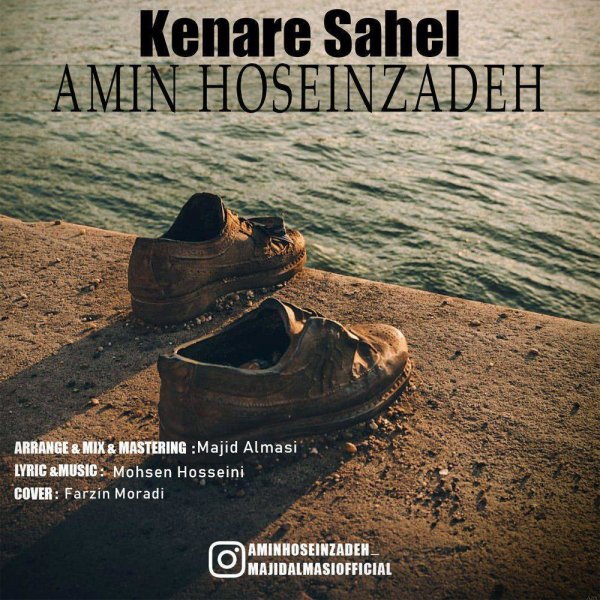 Kenare Sahel
AMIN HOSEINZADEH
ARRANGE & MIX & MASTERING : Majid Almasi
LYRIC &MUSIC : Mohsen Hosseini
COVER : Farzin Moradi
AMINHOSEINZADEH_
MAJIDALMASIOFFICIAL